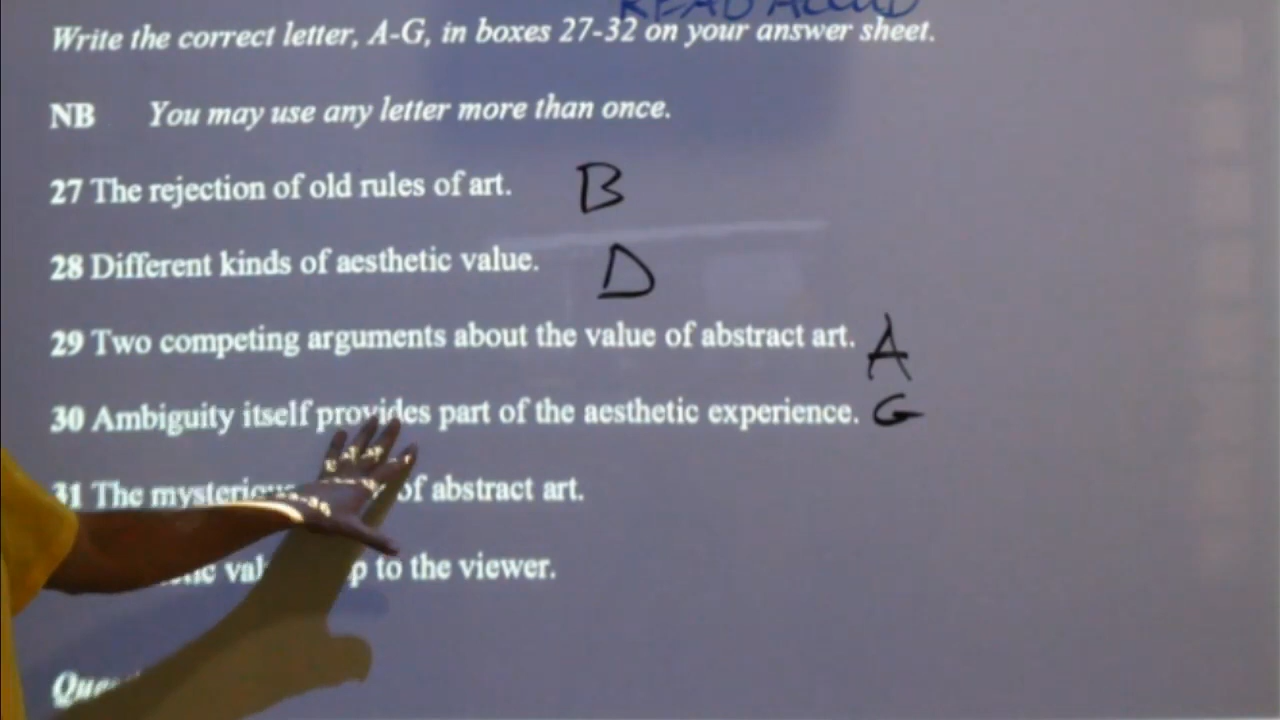 READ ALOUD
Write the correct letter, A-G, in boxes 27-32 on your answer sheet.
NB You may use any letter more than once.
27 The rejection of old rules of art. B
28 Different kinds of aesthetic value. D
29 Two competing arguments about the value of abstract art. A
30 Ambiguity itself provides part of the aesthetic experience. G
31 The of abstract art.
to the viewer.